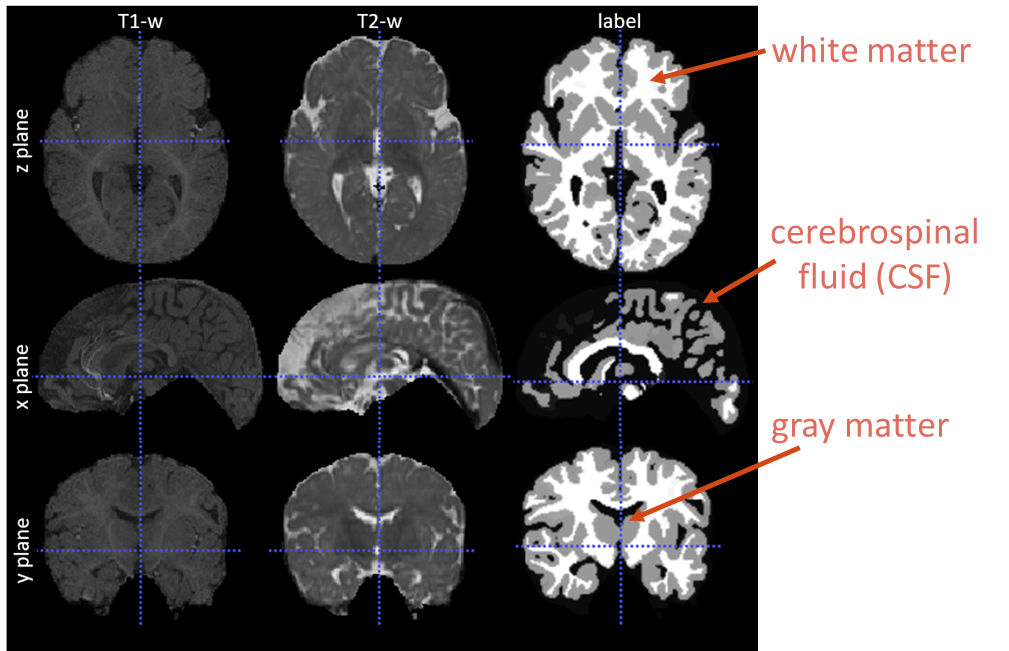 T1-w
T2-w
label
white matter
z plane
cerebrospinal
fluid (CSF)
x plane
gray matter
y plane